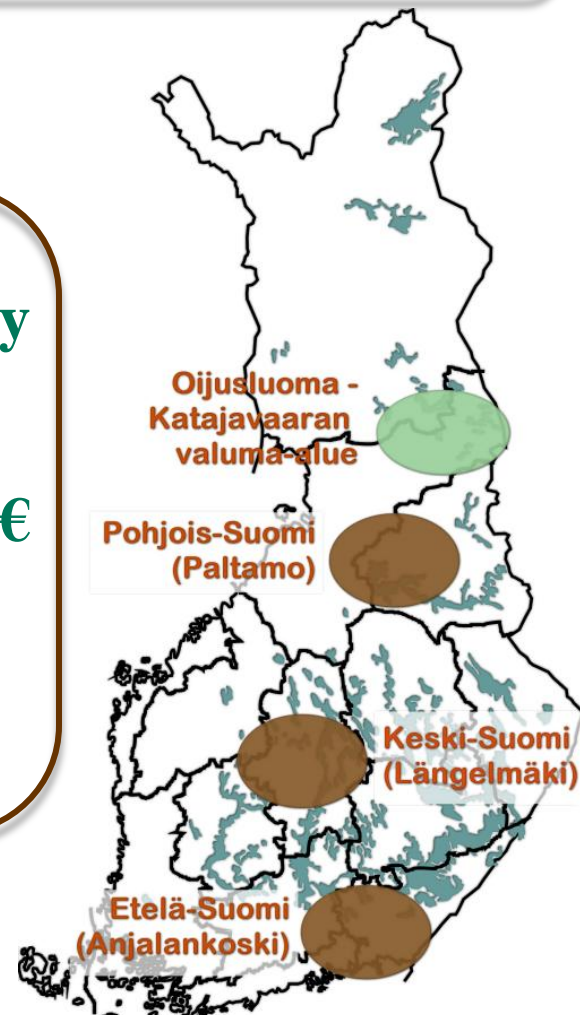 y
€
Oijusluoma -
Katajavaaran
valuma-alue
Pohjois-Suomi
(Paltamo)
Keski-Suomi
(Längelmäki)
Etelä-Suomi
(Anjalankoski)